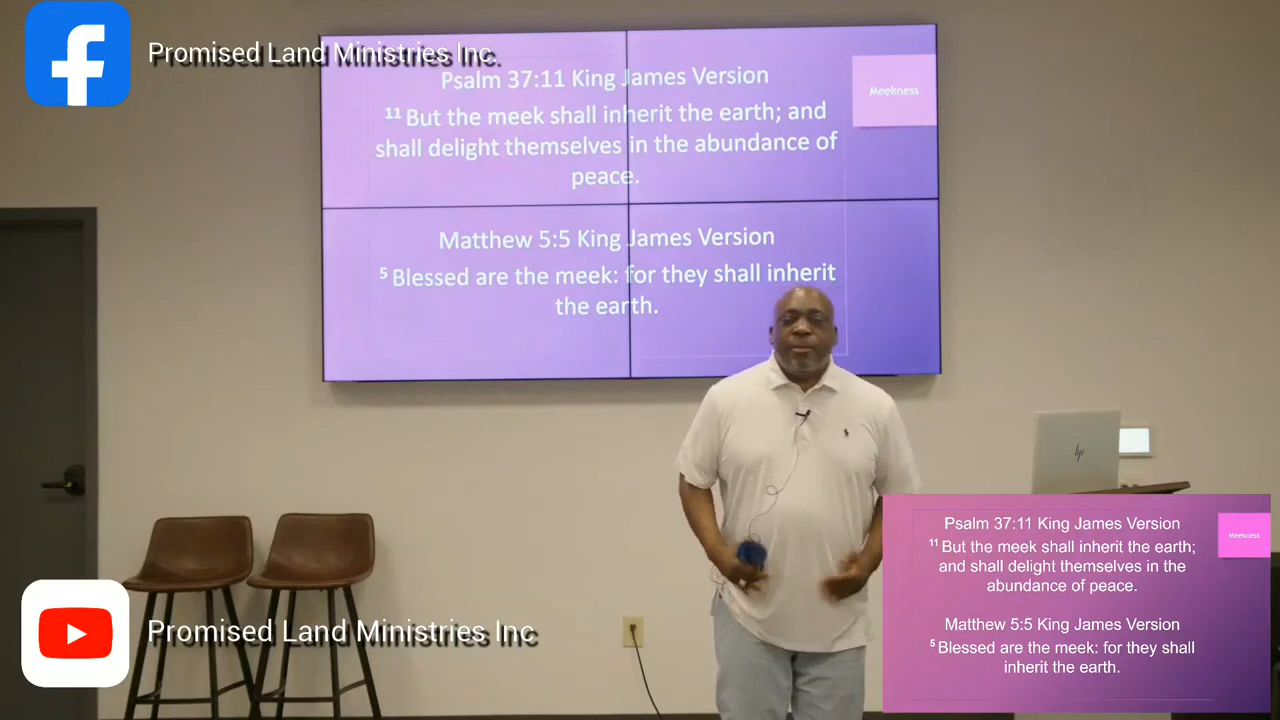 Promised Land Ministries Inc.
Psalm 37:11 King James Version
11 But the meek shall inherit the earth; and
shall delight themselves in the abundance of
peace.
Meekness
Matthew 5:5 King James Version
5 Blessed are the meek: for they shall inherit
the earth.
hp
Psalm 37:11 King James Version
11 But the meek shall inherit the earth;
and shall delight themselves in the
abundance of peace.
Meekness
Matthew 5:5 King James Version
5 Blessed are the meek: for they shall
inherit the earth.
Promised Land Ministries Inc